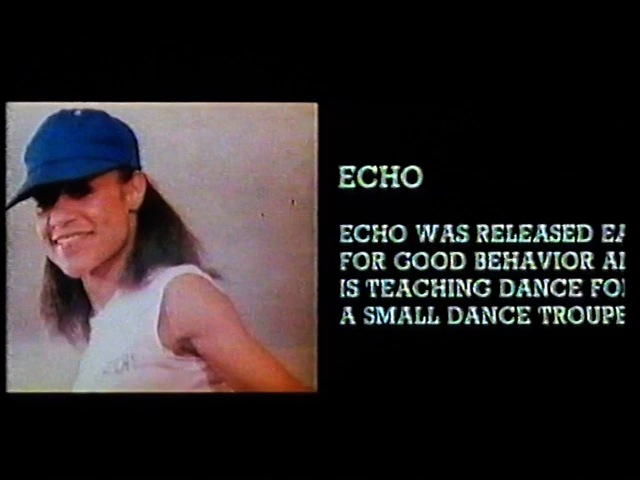 ECHO
ECHO WAS RELEASED
FOR GOOD BEHAVIOR
IS TEACHING DANCE
A SMALL DANCE TROUPE